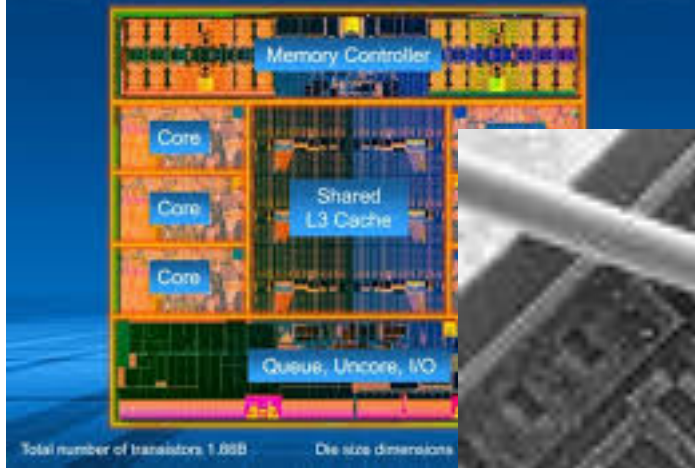 Memory Controller
Core
Core
Shared
L3 Cache
Core
Queue, Uncore, I/O
Total number of transistors 1.86B
Die size dimensions